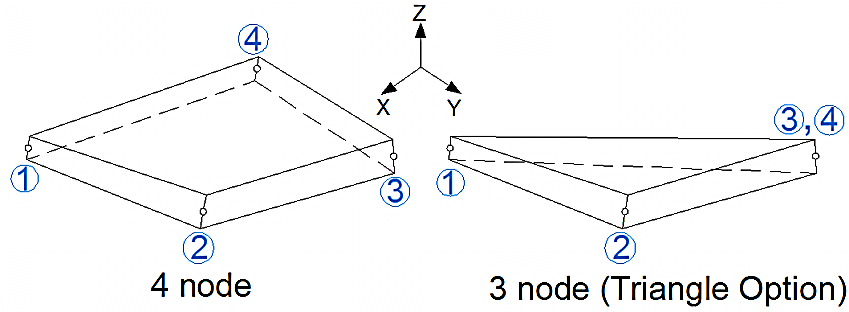 4
Z
X
Y
3,4
1
3
1
2
2
4 node
3 node (Triangle Option)